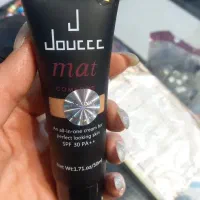 J
Jouccc
mat
An all-in-one cream for
perfect looking skin
SPF 30 PA++
Net Wt:1.71.oz/50ml